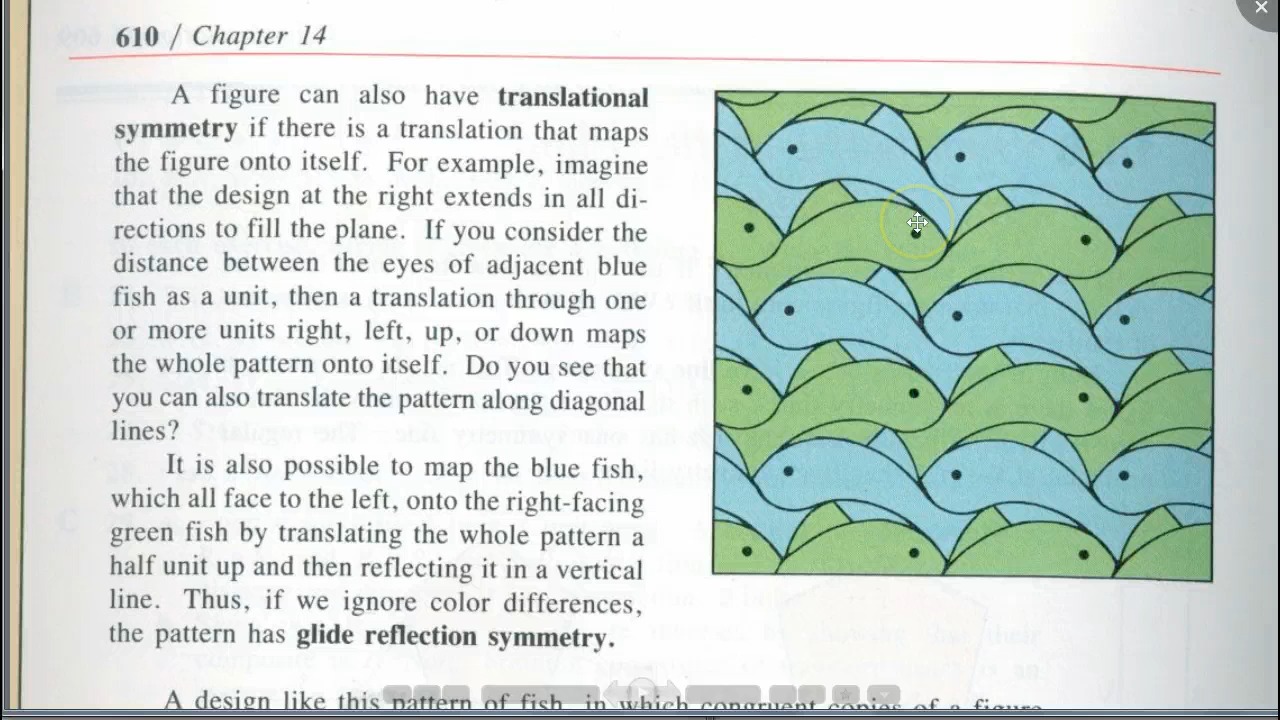 610 / Chapter 14
A figure can also have translational
symmetry if there is a translation that maps
the figure onto itself. For example, imagine
that the design at the right extends in all di-
rections to fill the plane. If you consider the
distance between the eyes of adjacent blue
fish as a unit, then a translation through one
or more units right, left, up, or down maps
the whole pattern onto itself. Do you see that
you can also translate the pattern along diagonal
lines?
It is also possible to map the blue fish,
which all face to the left, onto the right-facing
green fish by translating the whole pattern a
half unit up and then reflecting it in a vertical
line. Thus, if we ignore color differences,
the pattern has glide reflection symmetry.
A design like this pattern of fish, in which congruent copies of a figure